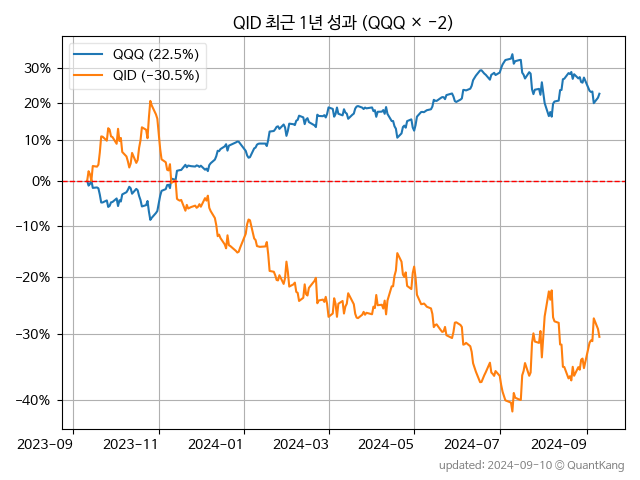 QID 최근 1년 성과 (QQQ × −2)
QQQ (22.5%)
QID (−30.5%)
30%
20%
10%
0%
−10%
−20%
−30%
−40%
2023−09 2023−11 2024−01 2024−03 2024−05 2024−07 2024−09
updated: 2024−09−10 © QuantKang